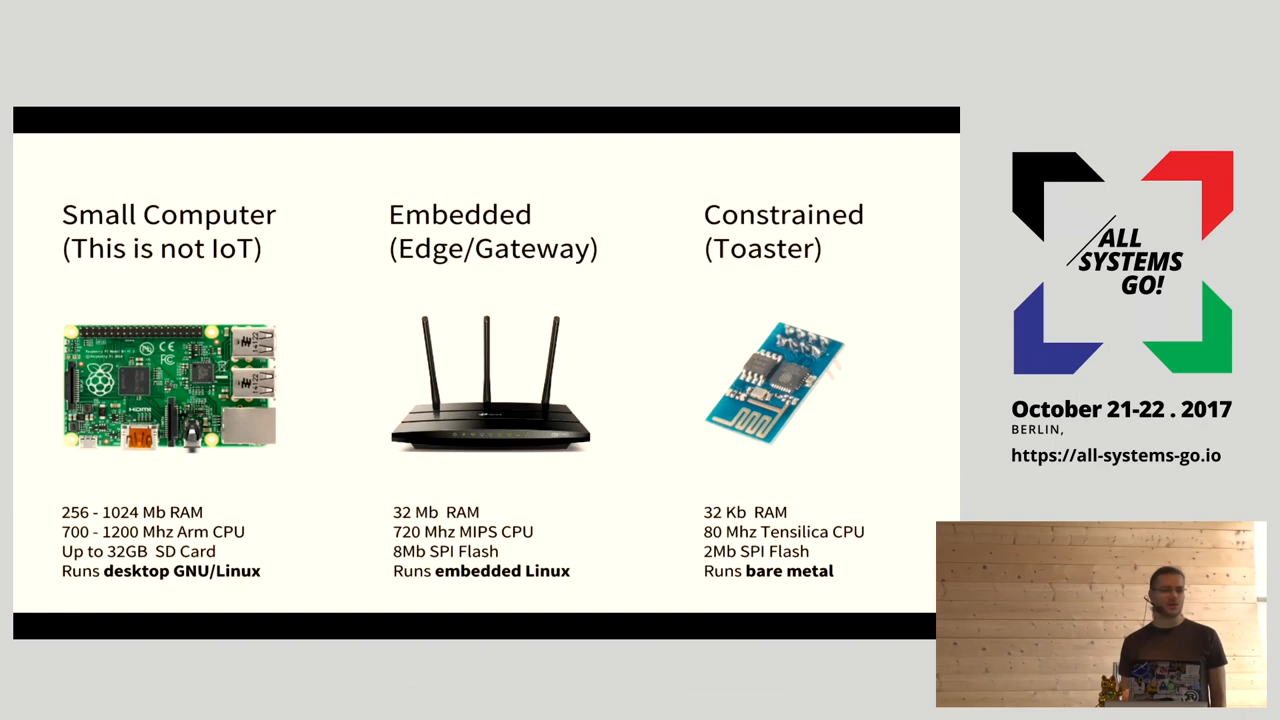 Small Computer
(This is not IoT)
256 - 1024 Mb RAM
700 - 1200 Mhz Arm CPU
Up to 32GB  SD Card
Runs desktop GNU/Linux
Embedded
(Edge/Gateway)
32 Mb  RAM
720 Mhz MIPS CPU
8Mb SPI Flash
Runs embedded Linux
Constrained
(Toaster)
32 Kb  RAM
80 Mhz Tensilica CPU
2Mb SPI Flash
Runs bare metal
ALL
SYSTEMS
GO!
October 21-22 . 2017
BERLIN,
https://all-systems-go.io